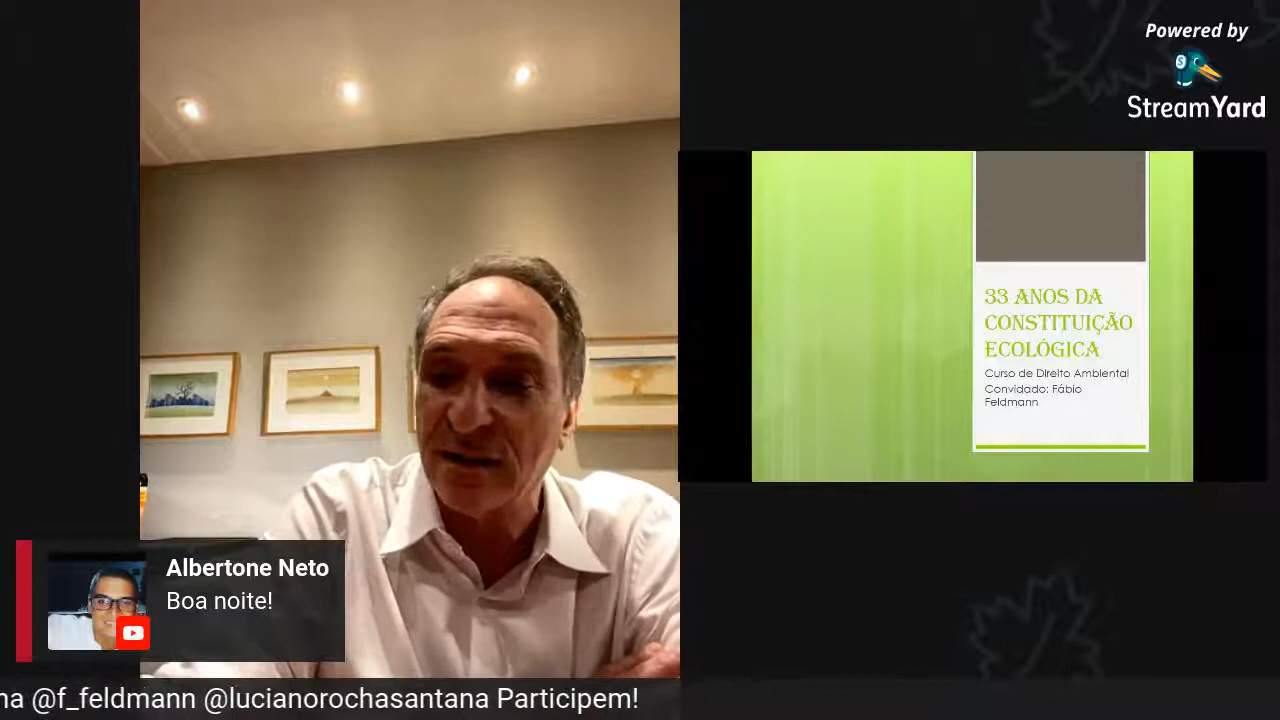 Powered by
StreamYard
33 ANOS DA
CONSTITUIÇÃO
ECOLÓGICA
Curso de Direito Ambiental
Convidado: Fábio
Feldmann
Albertone Neto
Boa noite!
@f_feldmann @lucianorochasantana Participem!